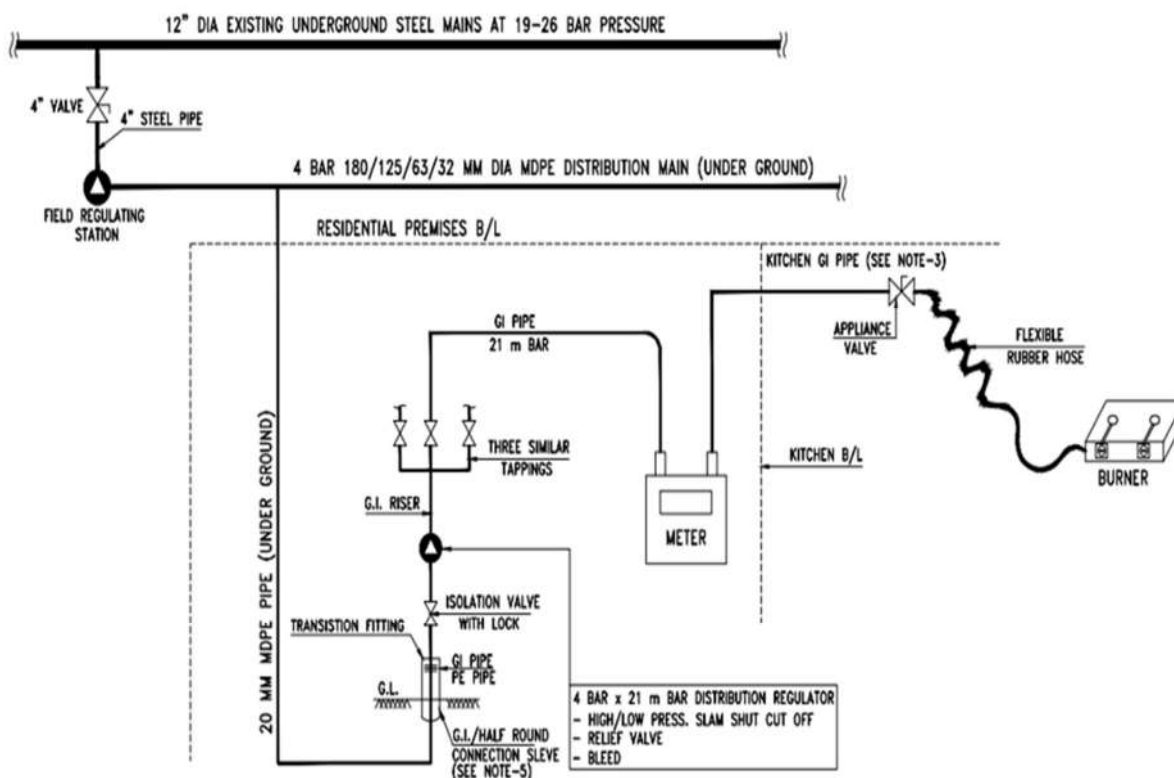 12" DIA EXISTING UNDERGROUND STEEL MAINS AT 19-26 BAR PRESSURE
4" VALVE
4" STEEL PIPE
4 BAR 180/125/63/32 MM DIA MDPE DISTRIBUTION MAIN (UNDER GROUND)
FIELD REGULATING
STATION
RESIDENTIAL PREMISES B/L
KITCHEN GI PIPE (SEE NOTE-3)
GI PIPE
21 m BAR
APPLIANCE
VALVE
FLEXIBLE
RUBBER HOSE
THREE SIMILAR
TAPPINGS
KITCHEN B/L
BURNER
G.I. RISER
METER
20 MM MDPE PIPE (UNDER GROUND)
ISOLATION VALVE
WITH LOCK
TRANSISTION FITTING
GI PIPE
PE PIPE
G.L.
G.I./HALF ROUND
CONNECTION SLEVE
(SEE NOTE-5)
4 BAR x 21 m BAR DISTRIBUTION REGULATOR
- HIGH/LOW PRESS. SLAM SHUT CUT OFF
- RELIEF VALVE
- BLEED